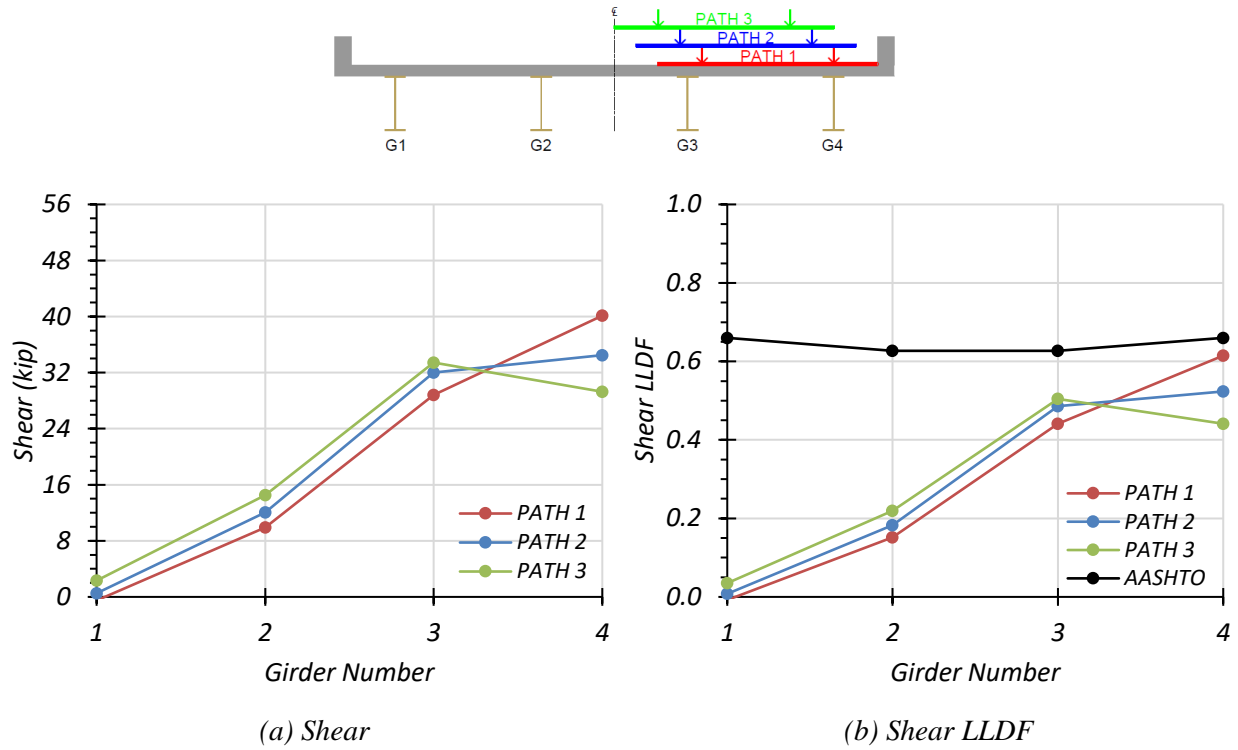 ℄
PATH 3
PATH 2
PATH 1
G1 G2 G3 G4
Shear (kip)
56
48
40
32
24
16
8
0
1 2 3 4
Girder Number
PATH 1
PATH 2
PATH 3
(a) Shear
Shear LLDF
1.0
0.8
0.6
0.4
0.2
0.0
1 2 3 4
Girder Number
PATH 1
PATH 2
PATH 3
AASHTO
(b) Shear LLDF